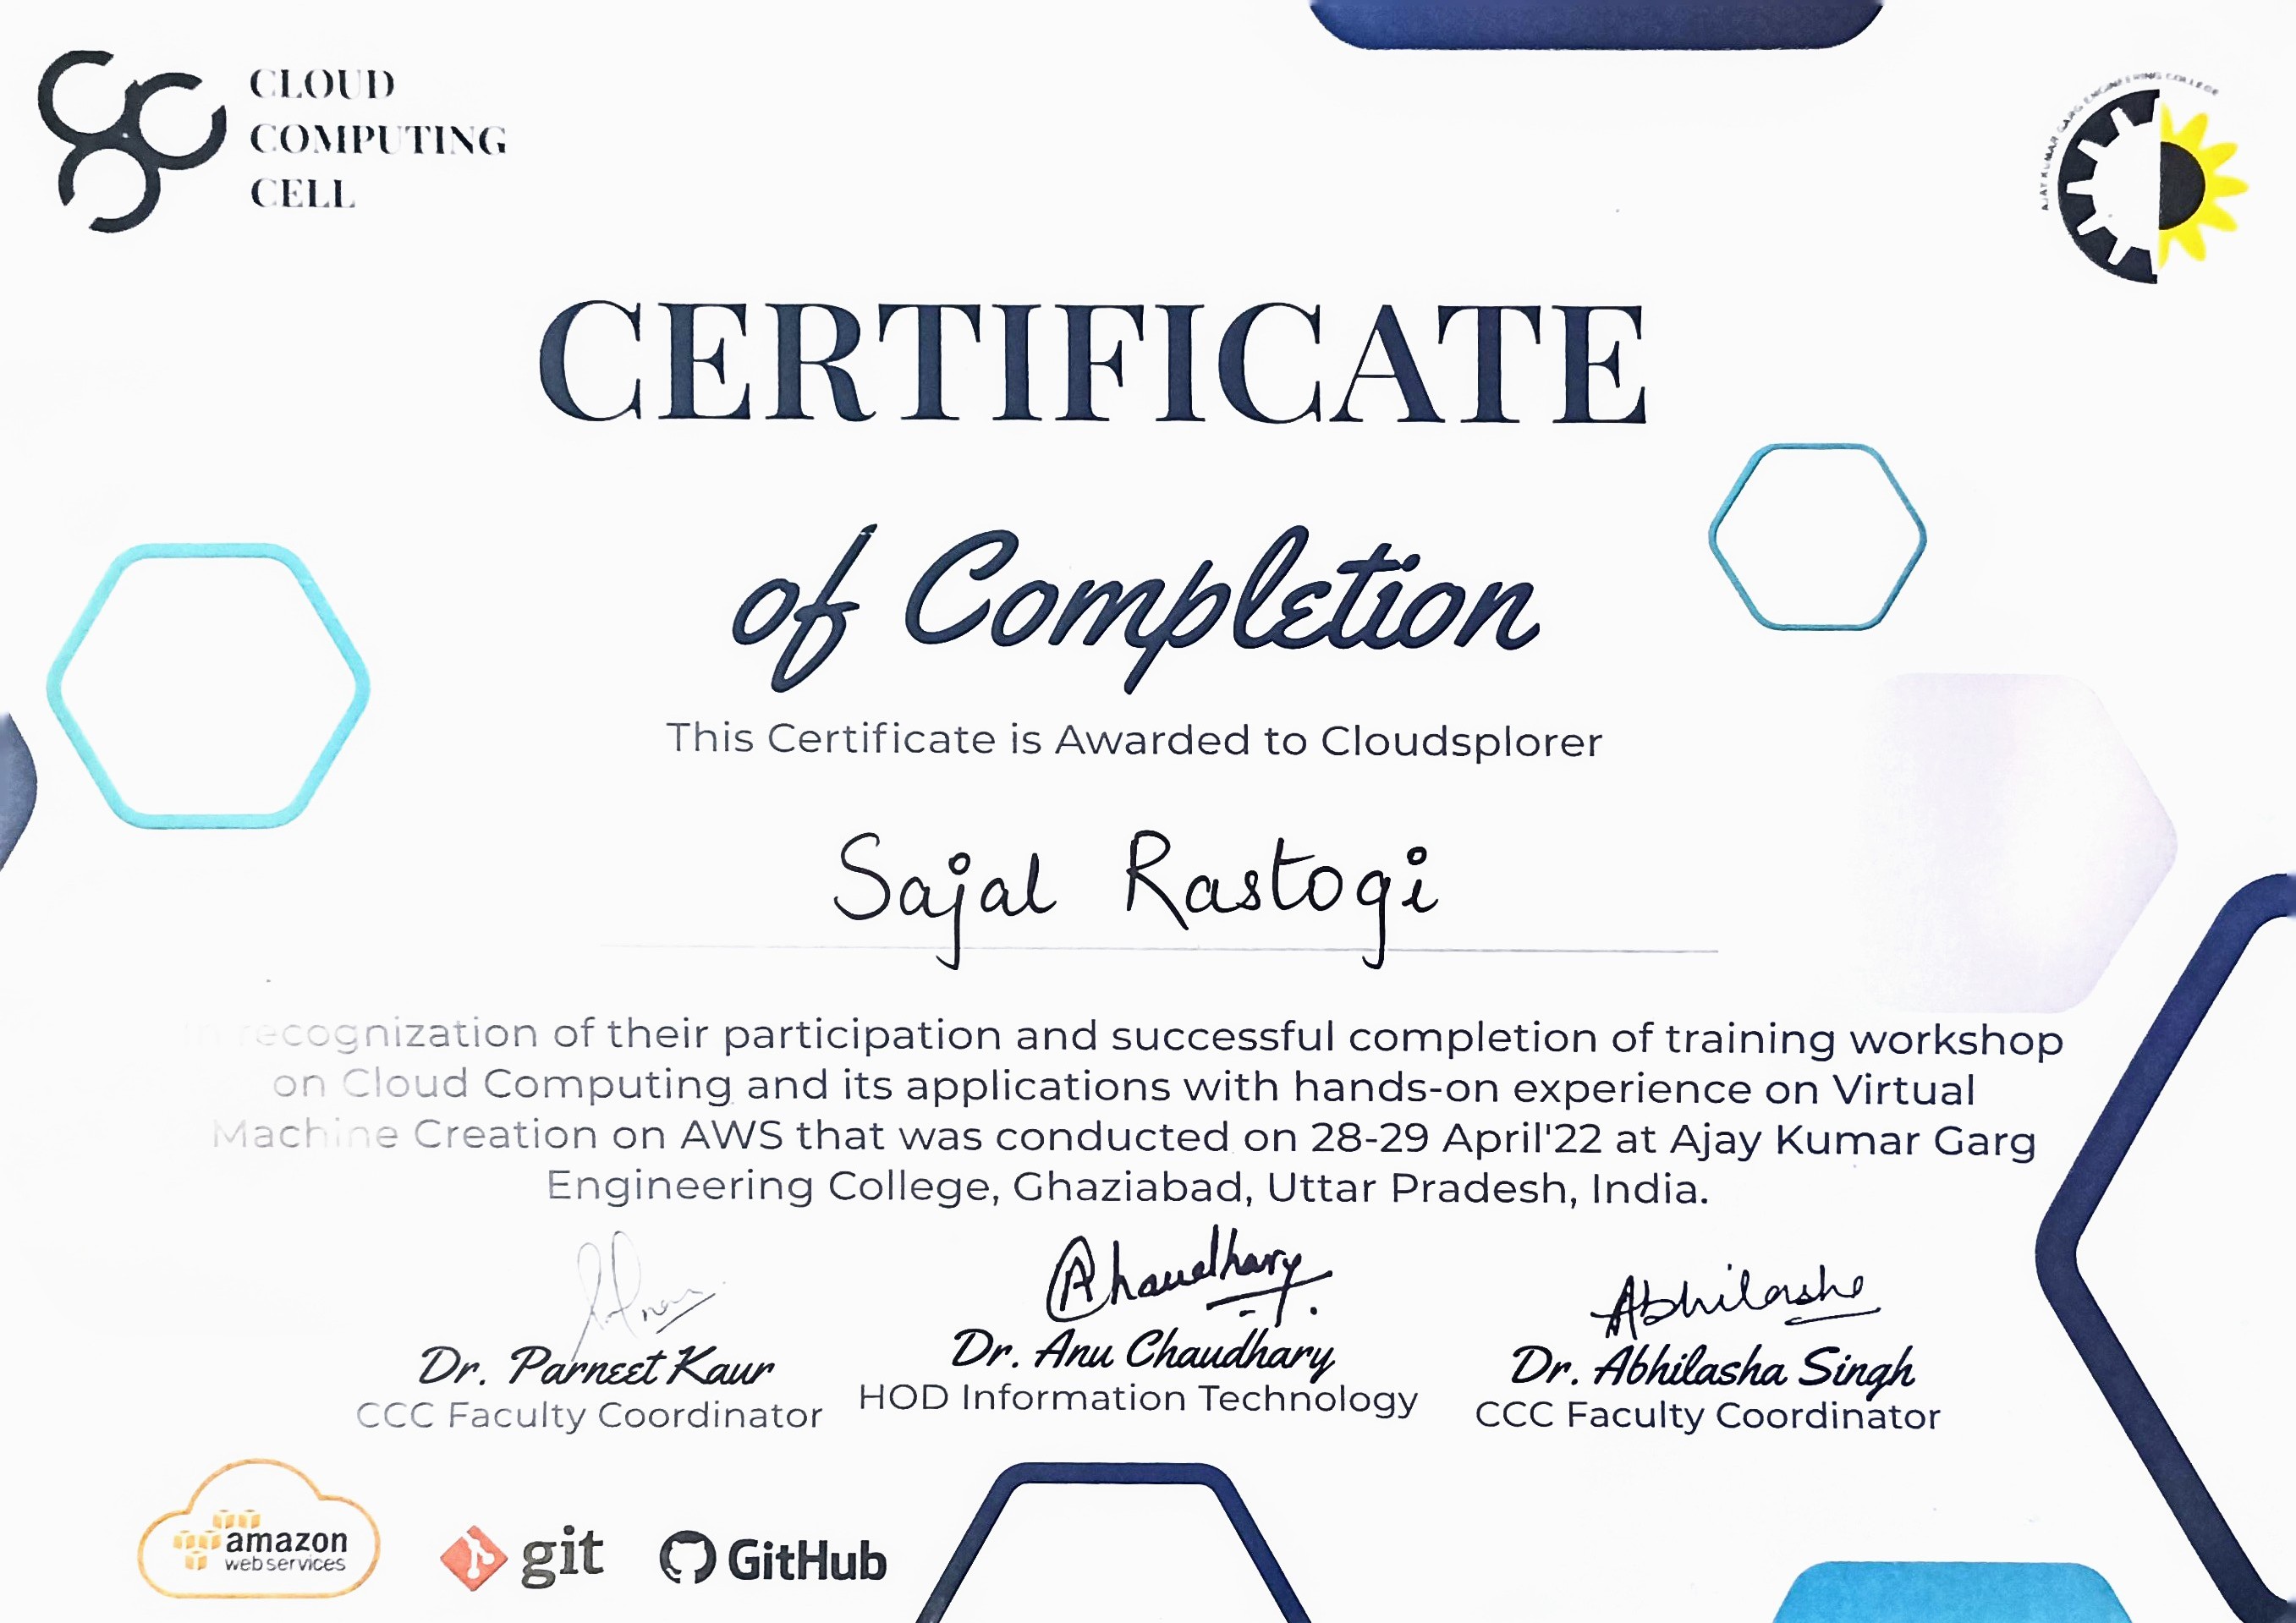 CLOUD
COMPUTING
CELL
AJAY KUMAR GARG ENGINEERING COLLEGE
CERTIFICATE
of Completion
This Certificate is Awarded to Cloudsplorer
Sajal Rastogi
In recognization of their participation and successful completion of training workshop
on Cloud Computing and its applications with hands-on experience on Virtual
Machine Creation on AWS that was conducted on 28-29 April'22 at Ajay Kumar Garg
Engineering College, Ghaziabad, Uttar Pradesh, India.
AChaudhary
Abhilasha
Dr. Parneet Kaur
CCC Faculty Coordinator
Dr. Anu Chaudhary
HOD Information Technology
Dr. Abhilasha Singh
CCC Faculty Coordinator
amazon
webservices
git
GitHub